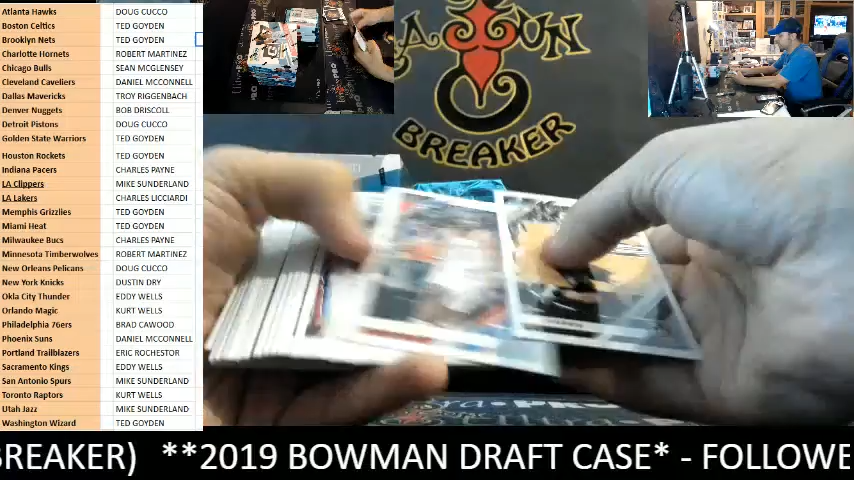 Atlanta Hawks DOUG CUCCO
Boston Celtics TED GOYDEN
Brooklyn Nets TED GOYDEN
Charlotte Hornets ROBERT MARTINEZ
Chicago Bulls SEAN MCGLENSEY
Cleveland Caveliers DANIEL MCCONNELL
Dallas Mavericks TROY RIGGENBACH
Denver Nuggets BOB DRISCOLL
Detroit Pistons DOUG CUCCO
Golden State Warriors TED GOYDEN
Houston Rockets TED GOYDEN
Indiana Pacers CHARLES PAYNE
LA Clippers MIKE SUNDERLAND
LA Lakers CHARLES LICCIARDI
Memphis Grizzlies TED GOYDEN
Miami Heat TED GOYDEN
Milwaukee Bucs CHARLES PAYNE
Minnesota Timberwolves ROBERT MARTINEZ
New Orleans Pelicans DOUG CUCCO
New York Knicks DUSTIN DRY
Okla City Thunder EDDY WELLS
Orlando Magic KURT WELLS
Philadelphia 76ers BRAD CAWOOD
Phoenix Suns DANIEL MCCONNELL
Portland Trailblazers ERIC ROCHESTOR
Sacramento Kings EDDY WELLS
San Antonio Spurs MIKE SUNDERLAND
Toronto Raptors KURT WELLS
Utah Jazz MIKE SUNDERLAND
Washington Wizard TED GOYDEN
BREAKER
BREAKER) **2019 BOWMAN DRAFT CASE* - FOLLOWE